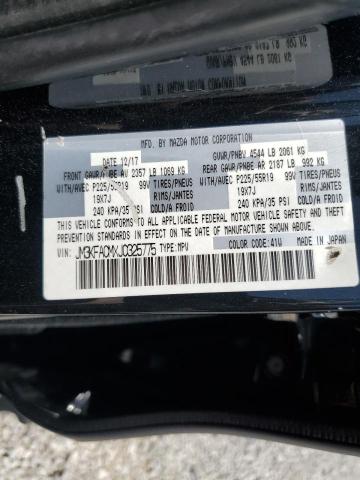 MFD. BY MAZDA MOTOR CORPORATION
DATE 12/17 GVWR/PNBV 4544 LB 2061 KG
FRONT GAWR/PNBE AV 2357 LB 1069 KG REAR GAWR/PNBE AR 2187 LB 992 KG
WITH/AVEC P225/55R19 99V TIRES/PNEUS WITH/AVEC P225/55R19 99V TIRES/PNEUS
19X7J RIMS/JANTES 19X7J RIMS/JANTES
240 KPA/35 PSI COLD/A FROID 240 KPA/35 PSI COLD/A FROID
THIS VEHICLE CONFORMS TO ALL APPLICABLE FEDERAL MOTOR VEHICLE SAFETY, BUMPER, AND THEFT
PREVENTION STANDARDS IN EFFECT ON THE DATE OF MANUFACTURE SHOWN ABOVE.
VIN: JM3KFACMXJ0325775 TYPE: MPV COLOR CODE: 41W